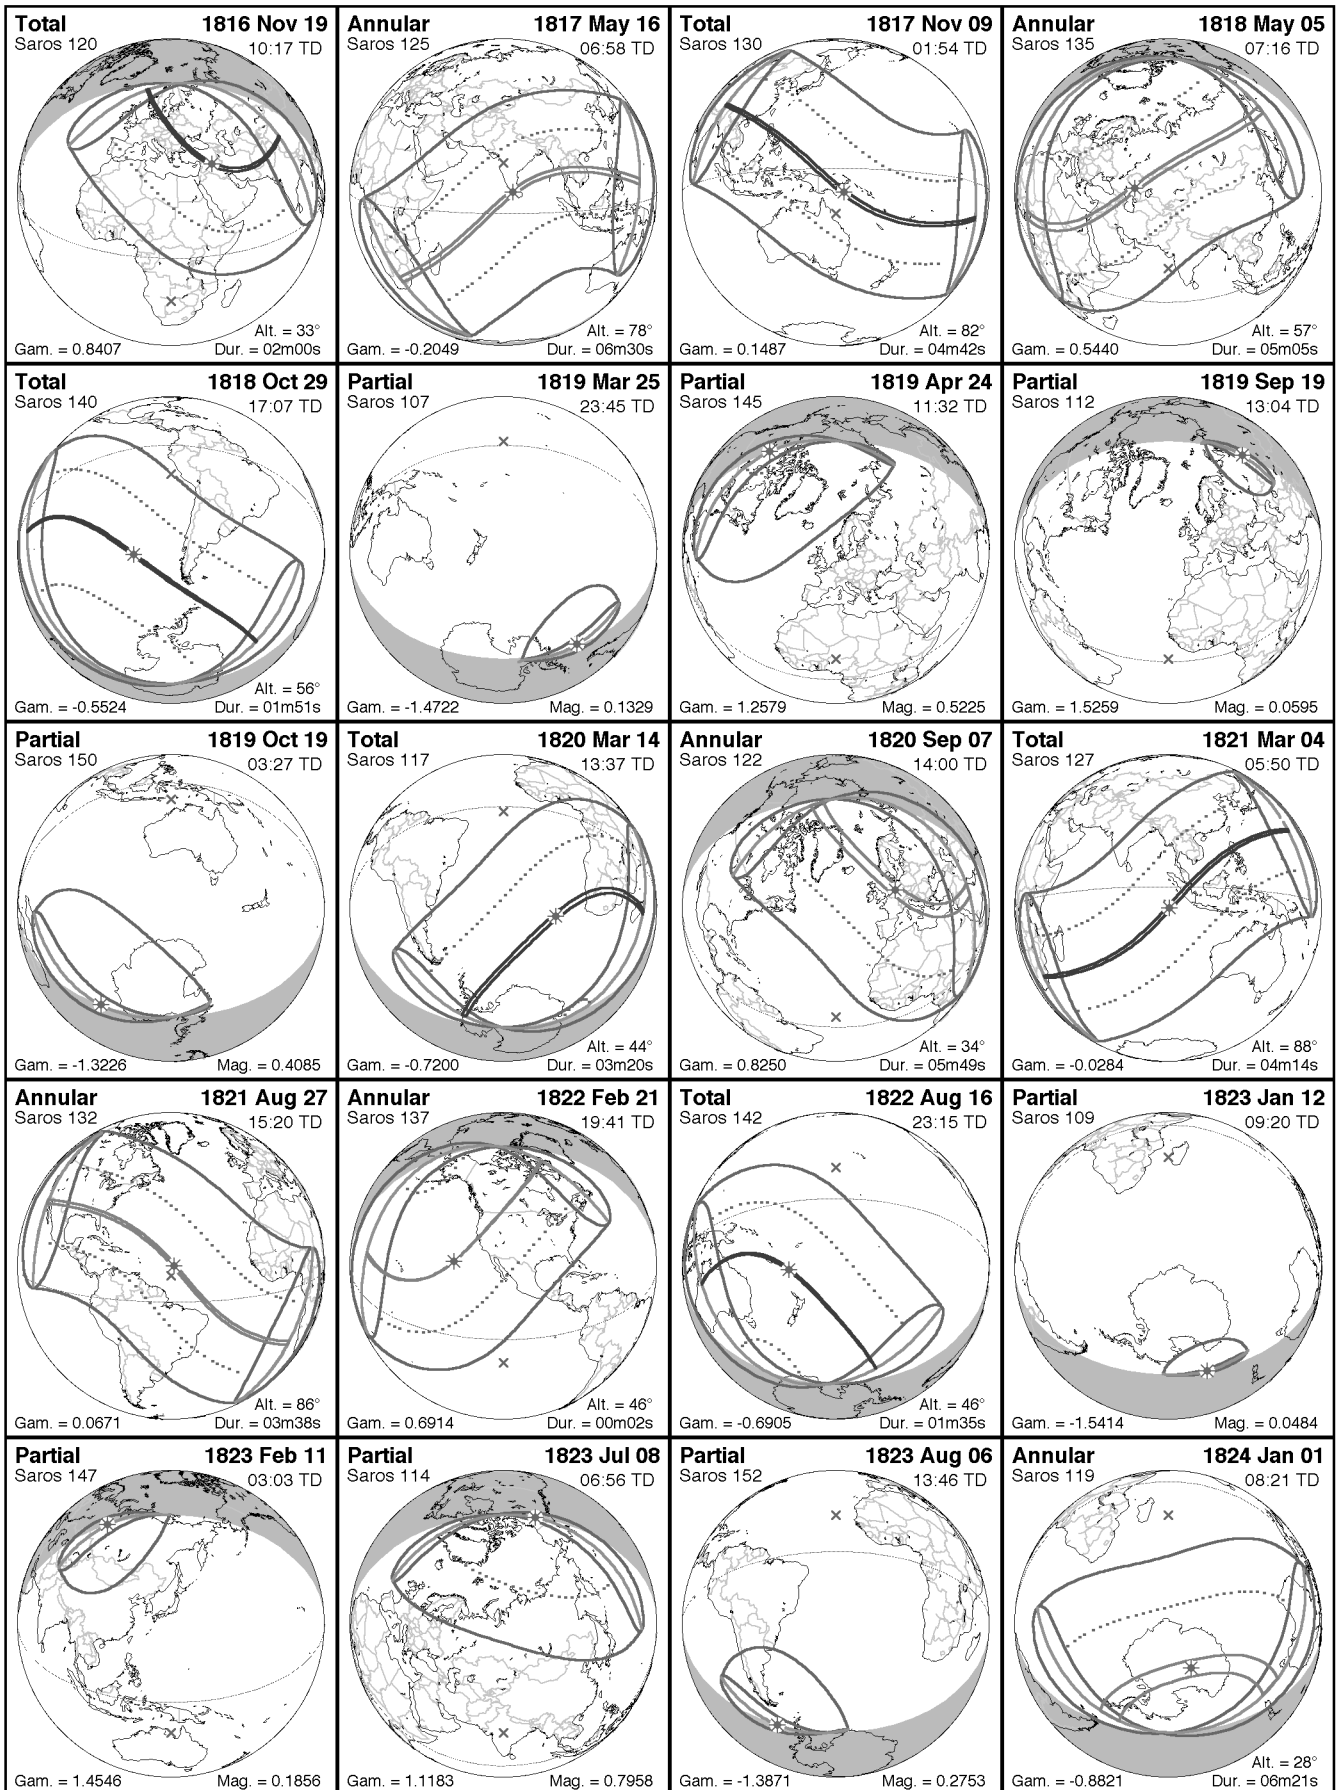 Total 1816 Nov 19
Saros 120 10:17 TD
Alt. = 33°
Gam. = 0.8407 Dur. = 02m00s
Annular 1817 May 16
Saros 125 06:58 TD
Alt. = 78°
Gam. = -0.2049 Dur. = 06m30s
Total 1817 Nov 09
Saros 130 01:54 TD
Alt. = 82°
Gam. = 0.1487 Dur. = 04m42s
Annular 1818 May 05
Saros 135 07:16 TD
Alt. = 57°
Gam. = 0.5440 Dur. = 05m05s
Total 1818 Oct 29
Saros 140 17:07 TD
Alt. = 56°
Gam. = -0.5524 Dur. = 01m51s
Partial 1819 Mar 25
Saros 107 23:45 TD
Gam. = -1.4722 Mag. = 0.1329
Partial 1819 Apr 24
Saros 145 11:32 TD
Gam. = 1.2579 Mag. = 0.5225
Partial 1819 Sep 19
Saros 112 13:04 TD
Gam. = 1.5259 Mag. = 0.0595
Partial 1819 Oct 19
Saros 150 03:27 TD
Gam. = -1.3226 Mag. = 0.4085
Total 1820 Mar 14
Saros 117 13:37 TD
Alt. = 44°
Gam. = -0.7200 Dur. = 03m20s
Annular 1820 Sep 07
Saros 122 14:00 TD
Alt. = 34°
Gam. = 0.8250 Dur. = 05m49s
Total 1821 Mar 04
Saros 127 05:50 TD
Alt. = 88°
Gam. = -0.0284 Dur. = 04m14s
Annular 1821 Aug 27
Saros 132 15:20 TD
Alt. = 86°
Gam. = 0.0671 Dur. = 03m38s
Annular 1822 Feb 21
Saros 137 19:41 TD
Alt. = 46°
Gam. = 0.6914 Dur. = 00m02s
Total 1822 Aug 16
Saros 142 23:15 TD
Alt. = 46°
Gam. = -0.6905 Dur. = 01m35s
Partial 1823 Jan 12
Saros 109 09:20 TD
Gam. = -1.5414 Mag. = 0.0484
Partial 1823 Feb 11
Saros 147 03:03 TD
Gam. = 1.4546 Mag. = 0.1856
Partial 1823 Jul 08
Saros 114 06:56 TD
Gam. = 1.1183 Mag. = 0.7958
Partial 1823 Aug 06
Saros 152 13:46 TD
Gam. = -1.3871 Mag. = 0.2753
Annular 1824 Jan 01
Saros 119 08:21 TD
Alt. = 28°
Gam. = -0.8821 Dur. = 06m21s